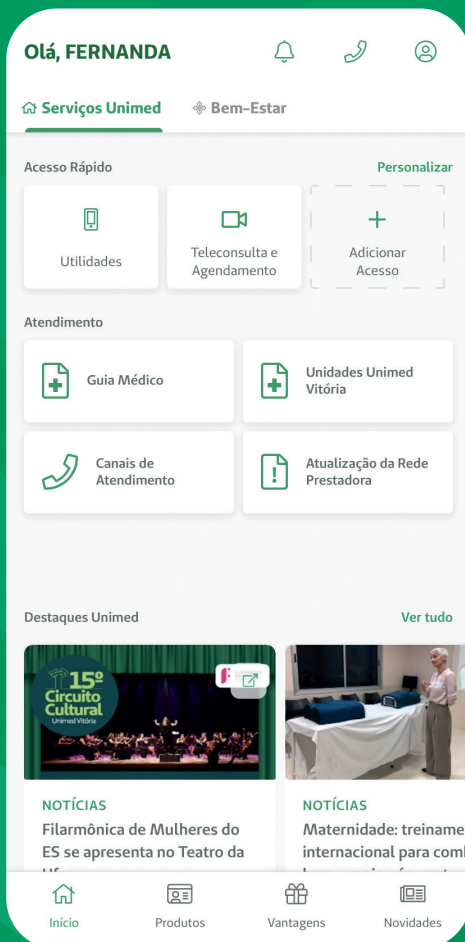 Olá, FERNANDA
Serviços Unimed
Bem-Estar
Acesso Rápido
Personalizar
Utilidades
Teleconsulta e
Agendamento
Adicionar
Acesso
Atendimento
Guia Médico
Unidades Unimed
Vitória
Canais de
Atendimento
Atualização da Rede
Prestadora
Destaques Unimed
Ver tudo
15º
Circuito
Cultural
Unimed Vitória
NOTÍCIAS
Filarmônica de Mulheres do
ES se apresenta no Teatro da
NOTÍCIAS
Maternidade: treiname
internacional para com
Início
Produtos
Vantagens
Novidades